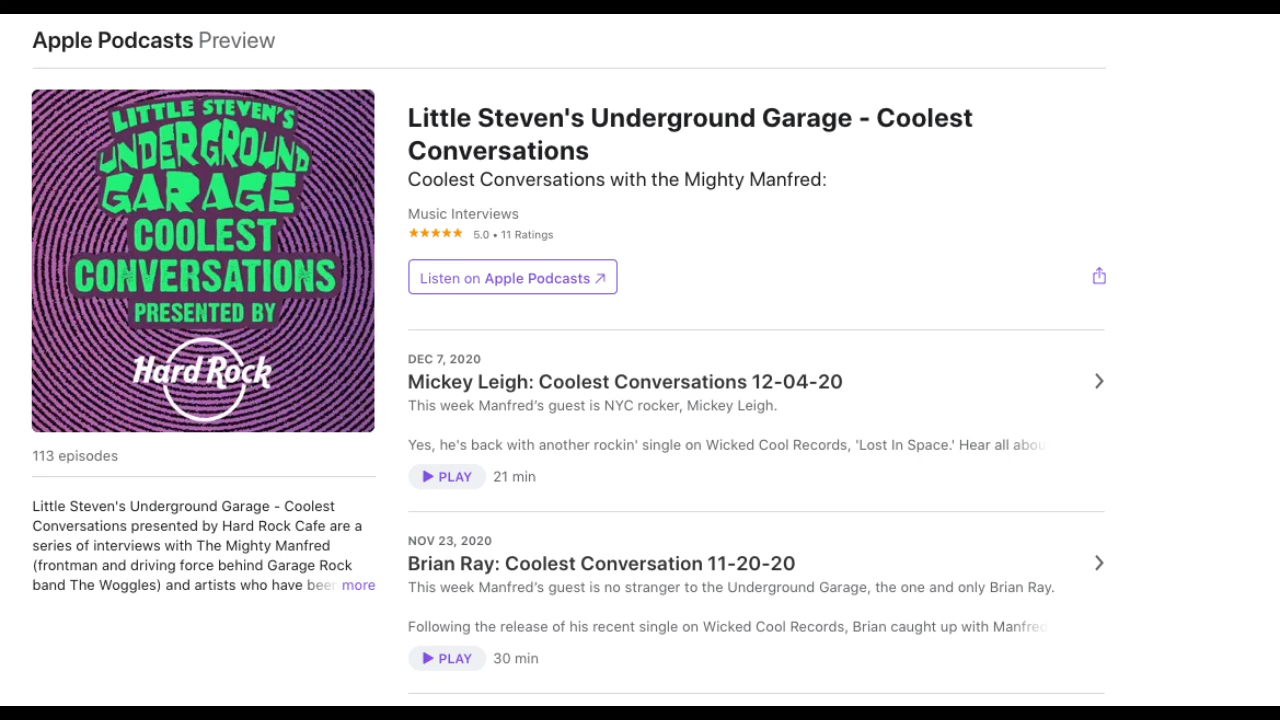 Apple Podcasts Preview
LITTLE STEVEN'S
UNDERGROUND
GARAGE
COOLEST
CONVERSATIONS
PRESENTED BY
Hard Rock
113 episodes
Little Steven's Underground Garage - Coolest
Conversations presented by Hard Rock Cafe are a
series of interviews with The Mighty Manfred
(frontman and driving force behind Garage Rock
band The Woggles) and artists who have been more
Little Steven's Underground Garage - Coolest
Conversations
Coolest Conversations with the Mighty Manfred:
Music Interviews
★★★★★ 5.0 • 11 Ratings
Listen on Apple Podcasts ↗
DEC 7, 2020
Mickey Leigh: Coolest Conversations 12-04-20
This week Manfred's guest is NYC rocker, Mickey Leigh.
Yes, he's back with another rockin' single on Wicked Cool Records, 'Lost In Space.' Hear all abou
PLAY 21 min
NOV 23, 2020
Brian Ray: Coolest Conversation 11-20-20
This week Manfred's guest is no stranger to the Underground Garage, the one and only Brian Ray.
Following the release of his recent single on Wicked Cool Records, Brian caught up with Manfred
PLAY 30 min